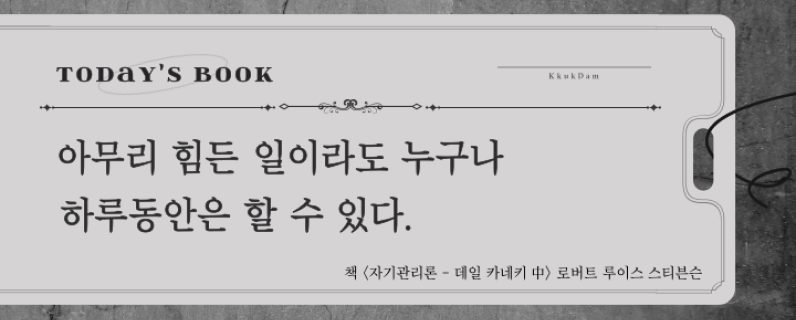 TODAY'S BOOK
KkokDam
아무리 힘든 일이라도 누구나
하루동안은 할 수 있다.
책 〈자기관리론 - 데일 카네키 中〉 로버트 루이스 스티븐슨